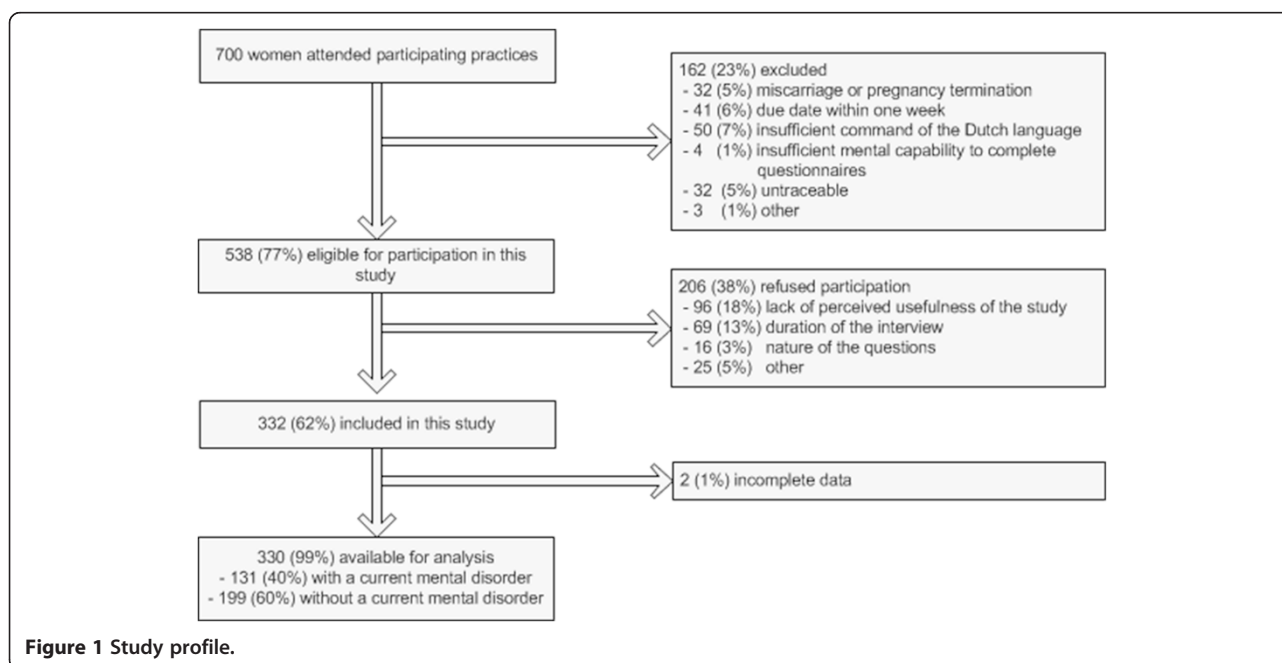 700 women attended participating practices
162 (23%) excluded
- 32 (5%) miscarriage or pregnancy termination
- 41 (6%) due date within one week
- 50 (7%) insufficient command of the Dutch language
- 4 (1%) insufficient mental capability to complete
questionnaires
- 32 (5%) untraceable
- 3 (1%) other
538 (77%) eligible for participation in this
study
206 (38%) refused participation
- 96 (18%) lack of perceived usefulness of the study
- 69 (13%) duration of the interview
- 16 (3%) nature of the questions
- 25 (5%) other
332 (62%) included in this study
2 (1%) incomplete data
330 (99%) available for analysis
- 131 (40%) with a current mental disorder
- 199 (60%) without a current mental disorder
Figure 1 Study profile.